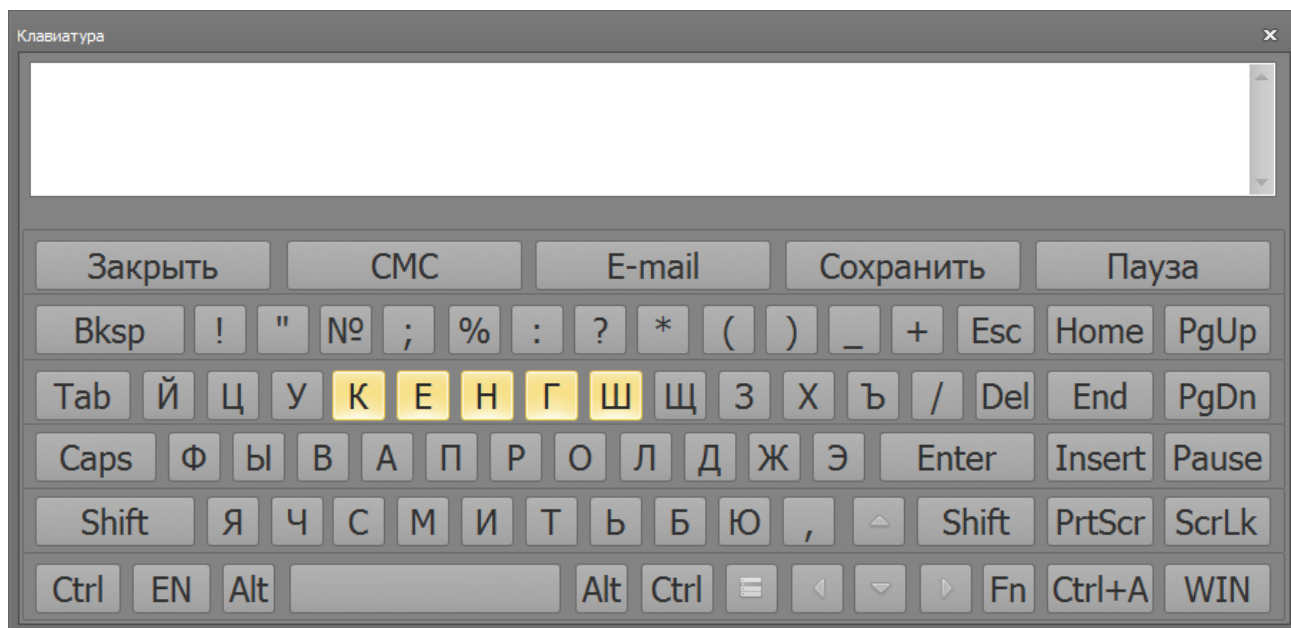 Клавиатура x
Закрыть СМС E-mail Сохранить Пауза
Bksp ! " № ; % : ? * ( ) _ + Esc Home PgUp
Tab Й Ц У К Е Н Г Ш Щ З Х Ъ / Del End PgDn
Caps Ф Ы В А П Р О Л Д Ж Э Enter Insert Pause
Shift Я Ч С М И Т Ь Б Ю , Shift PrtScr ScrLk
Ctrl EN Alt Alt Ctrl Fn Ctrl+A WIN